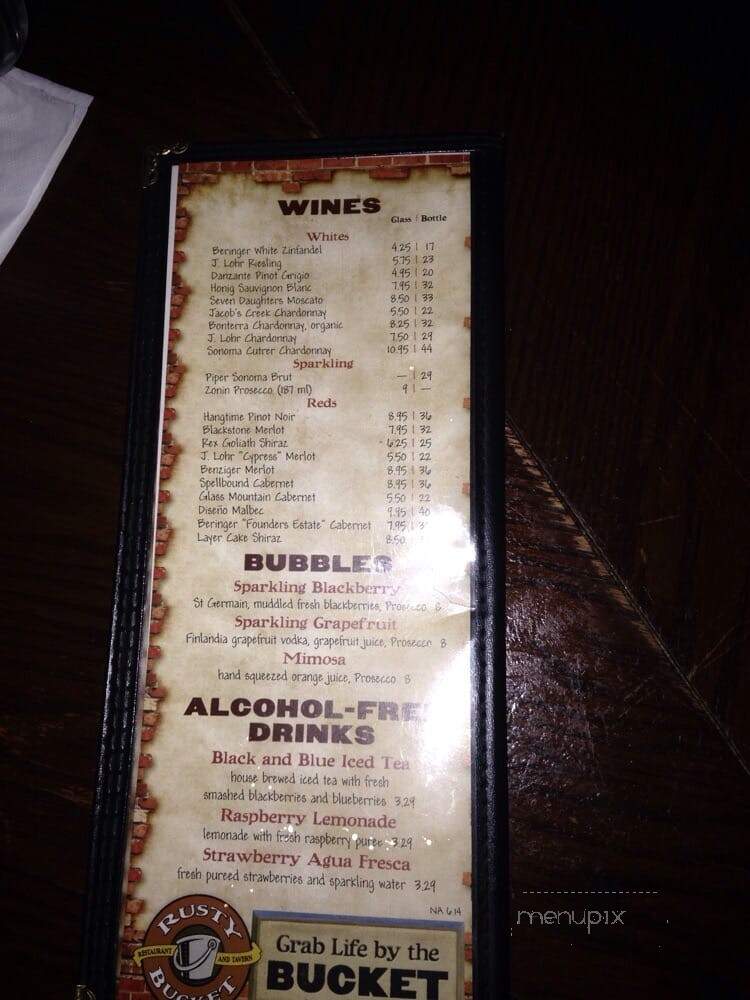 WINES
Glass | Bottle
Whites
Beringer White Zinfandel 4.25 | 17
J. Lohr Riesling 5.75 | 23
Danzante Pinot Grigio 4.95 | 20
Honig Sauvignon Blanc 7.95 | 32
Seven Daughters Moscato 8.50 | 33
Jacob's Creek Chardonnay 5.50 | 22
Bonterra Chardonnay, organic 8.25 | 32
J. Lohr Chardonnay 7.50 | 29
Sonoma Cutrer Chardonnay 10.95 | 44
Sparkling
Piper Sonoma Brut — | 29
Zonin Prosecco (187 ml) 9 | —
Reds
Hangtime Pinot Noir 8.95 | 36
Blackstone Merlot 7.95 | 32
Rex Goliath Shiraz 6.25 | 25
J. Lohr "Cypress" Merlot 5.50 | 22
Benziger Merlot 8.95 | 36
Spellbound Cabernet 8.95 | 36
Glass Mountain Cabernet 5.50 | 22
Diseño Malbec 9.95 | 40
Beringer "Founders Estate" Cabernet 7.95 |
Layer Cake Shiraz 8.50
BUBBLES
Sparkling Blackberry
St Germain, muddled fresh blackberries, Prosecco 8
Sparkling Grapefruit
Finlandia grapefruit vodka, grapefruit juice, Prosecco 8
Mimosa
hand squeezed orange juice, Prosecco 8
ALCOHOL-FREE
DRINKS
Black and Blue Iced Tea
house brewed iced tea with fresh
smashed blackberries and blueberries 3.29
Raspberry Lemonade
lemonade with fresh raspberry puree 3.29
Strawberry Agua Fresca
fresh pureed strawberries and sparkling water 3.29
NA 6.14
RUSTY
RESTAURANT AND TAVERN
BUCKET
Grab Life by the
BUCKET
menupix